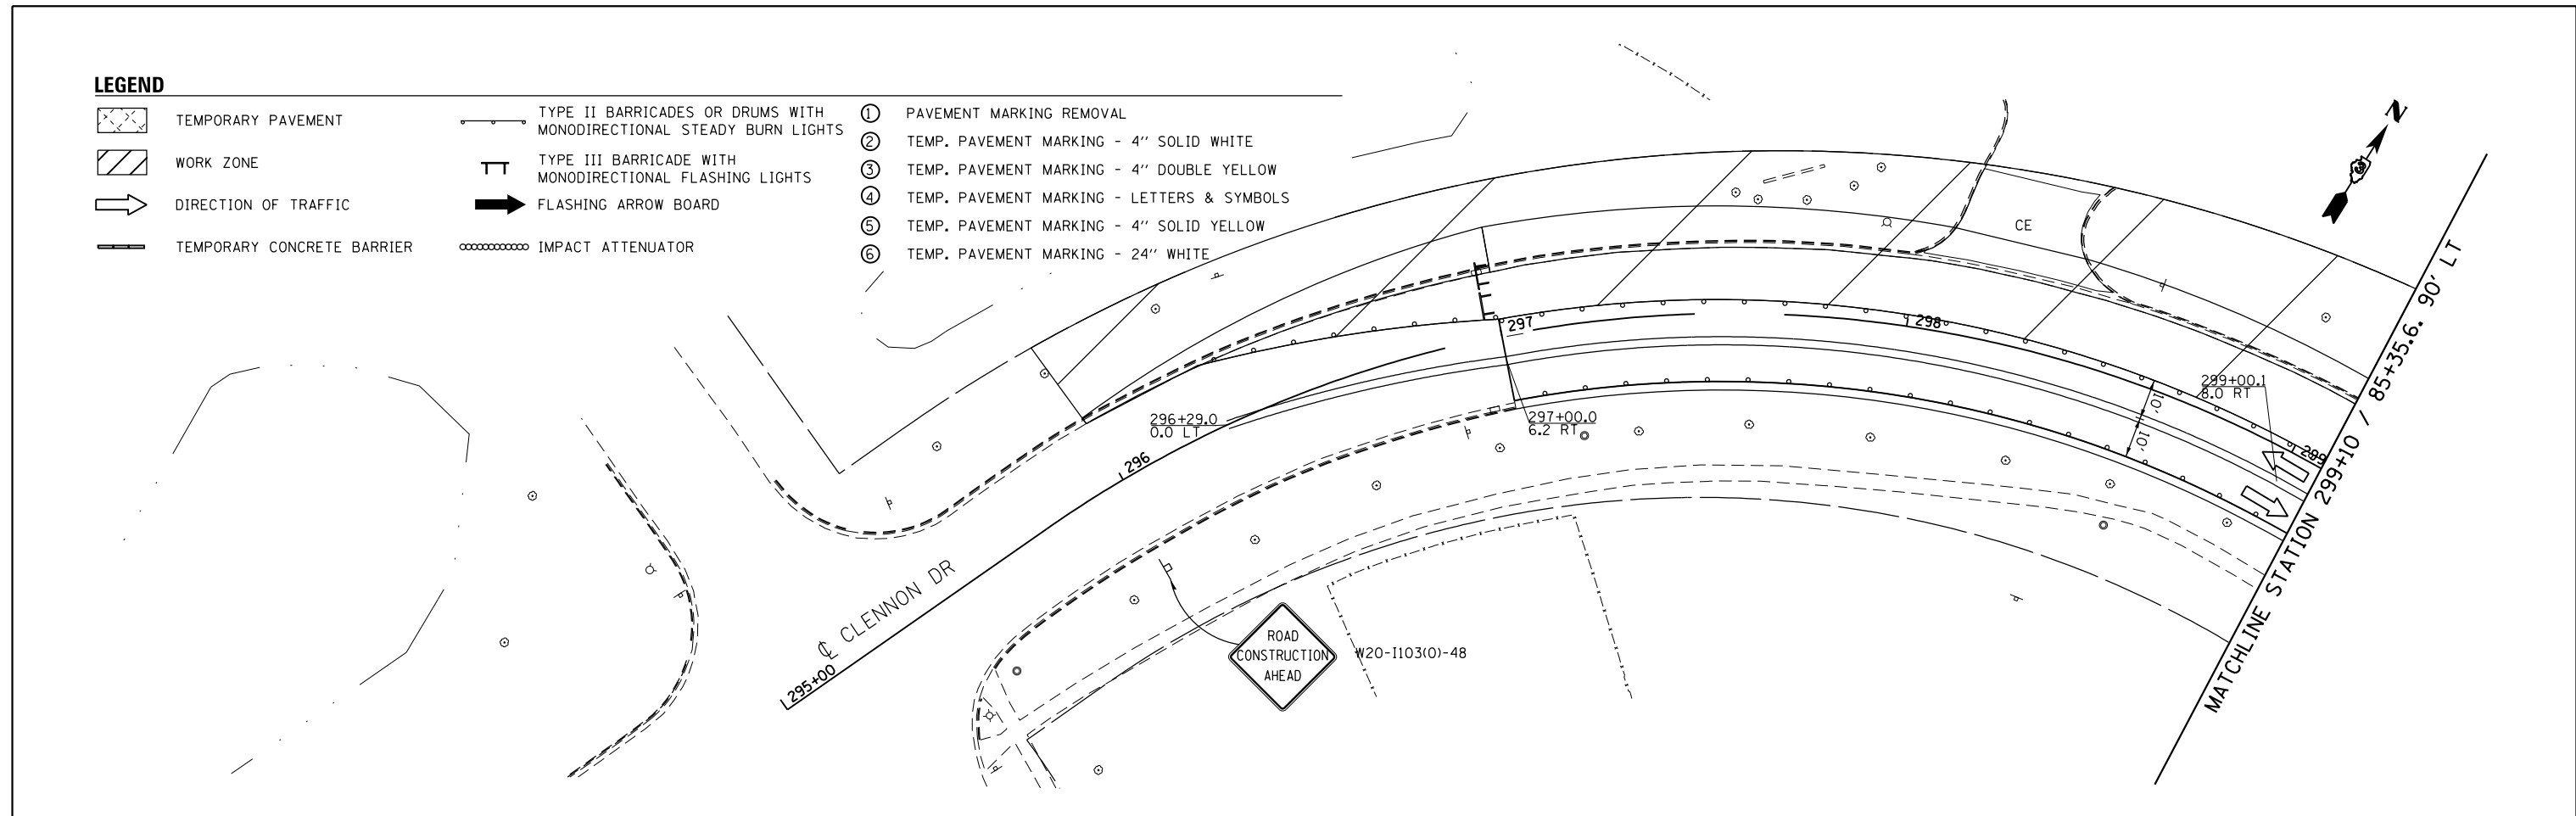 LEGEND
TEMPORARY PAVEMENT
WORK ZONE
DIRECTION OF TRAFFIC
TEMPORARY CONCRETE BARRIER
TYPE II BARRICADES OR DRUMS WITH
MONODIRECTIONAL STEADY BURN LIGHTS
TYPE III BARRICADE WITH
MONODIRECTIONAL FLASHING LIGHTS
FLASHING ARROW BOARD
IMPACT ATTENUATOR
1 PAVEMENT MARKING REMOVAL
2 TEMP. PAVEMENT MARKING - 4'' SOLID WHITE
3 TEMP. PAVEMENT MARKING - 4'' DOUBLE YELLOW
4 TEMP. PAVEMENT MARKING - LETTERS & SYMBOLS
5 TEMP. PAVEMENT MARKING - 4'' SOLID YELLOW
6 TEMP. PAVEMENT MARKING - 24'' WHITE
N
CE
297
298
299+00.1
8.0 RT
10'
10'
299
296+29.0
0.0 LT
297+00.0
6.2 RT
296
℄ CLENNON DR
295+00
ROAD
CONSTRUCTION
AHEAD
W20-I103(O)-48
MATCHLINE STATION 299+10 / 85+35.6. 90' LT